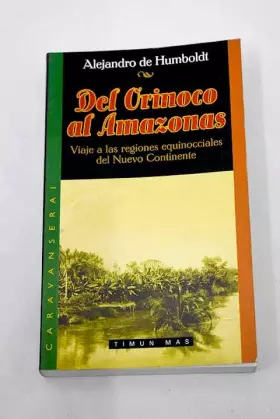 Alejandro de Humboldt
Del Orinoco
al Amazonas
Viaje a las regiones equinocciales
del Nuevo Continente
CARAVANSERAI
TIMUN MAS